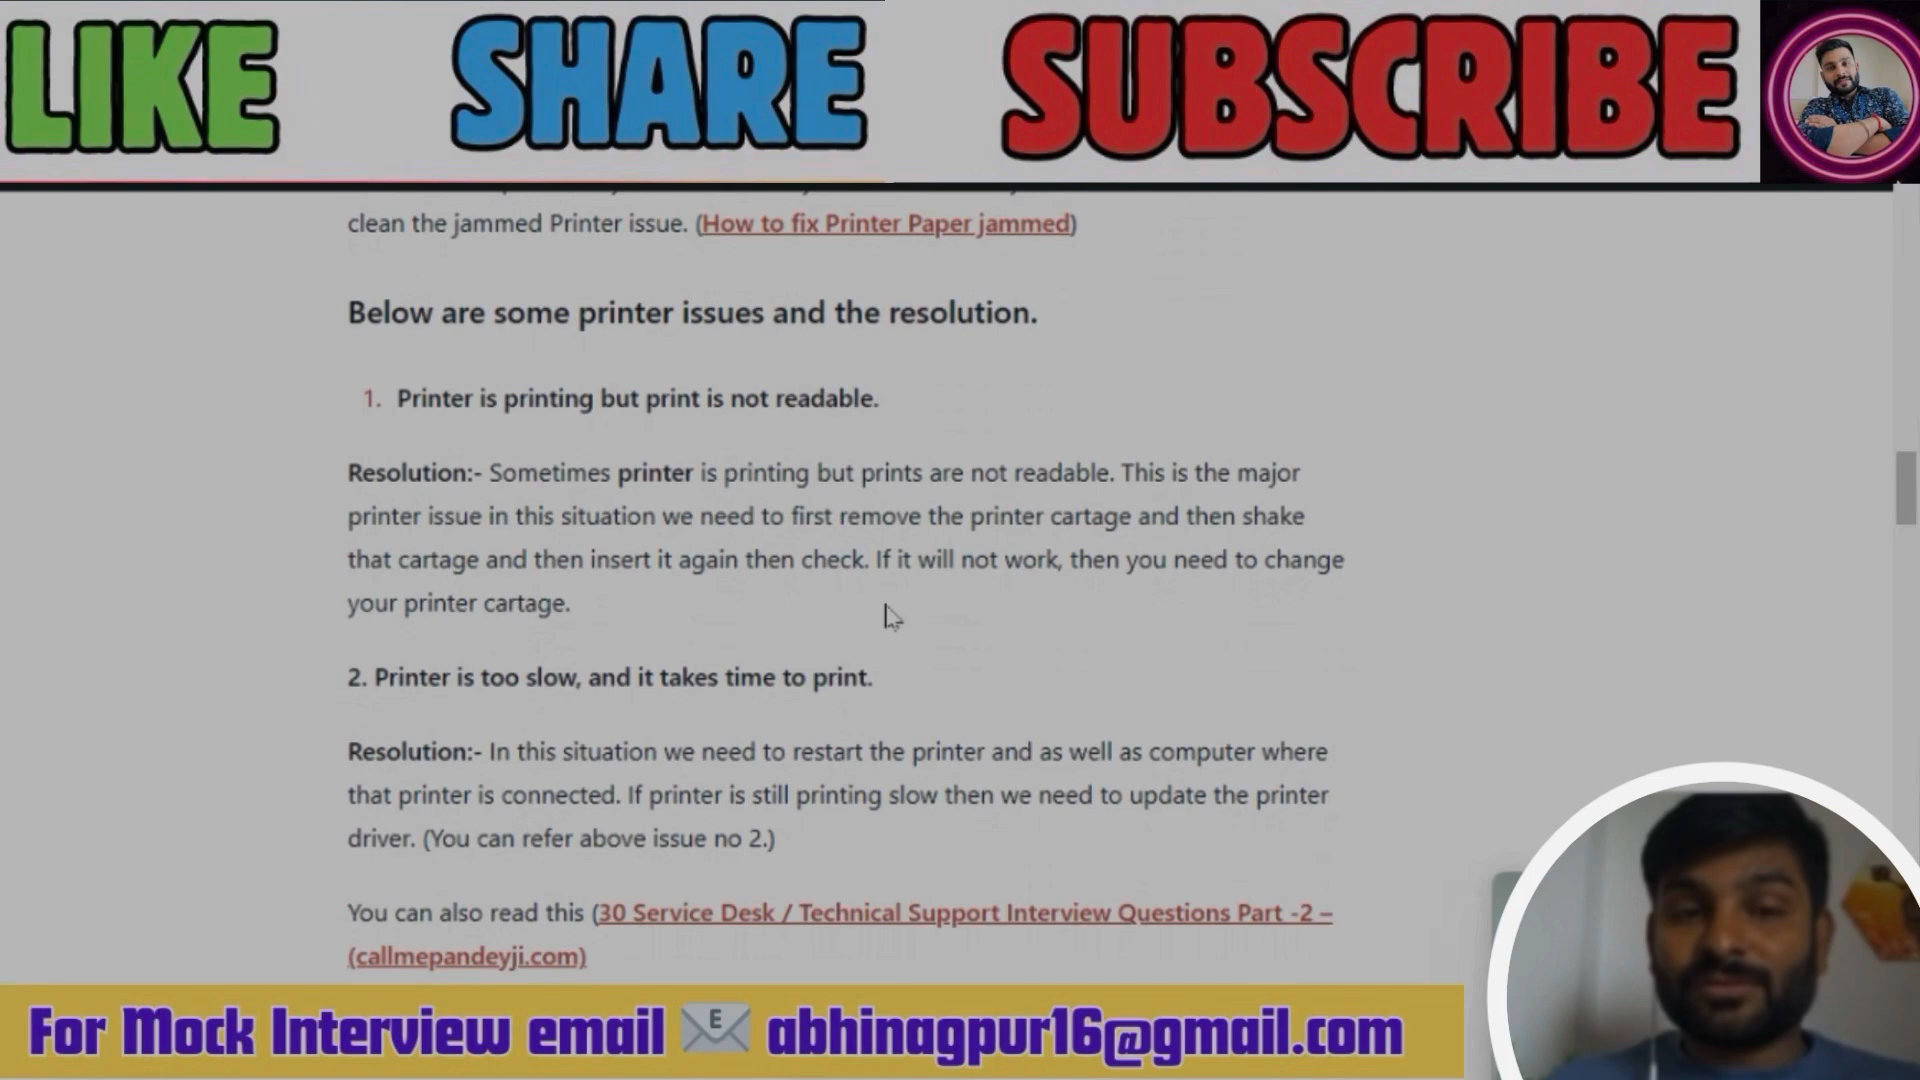 LIKE SHARE SUBSCRIBE
clean the jammed Printer issue. (How to fix Printer Paper jammed)
Below are some printer issues and the resolution.
1. Printer is printing but print is not readable.
Resolution:- Sometimes printer is printing but prints are not readable. This is the major
printer issue in this situation we need to first remove the printer cartage and then shake
that cartage and then insert it again then check. If it will not work, then you need to change
your printer cartage.
2. Printer is too slow, and it takes time to print.
Resolution:- In this situation we need to restart the printer and as well as computer where
that printer is connected. If printer is still printing slow then we need to update the printer
driver. (You can refer above issue no 2.)
You can also read this (30 Service Desk / Technical Support Interview Questions Part -2 –
(callmepandeyji.com)
For Mock Interview email E abhinagpur16@gmail.com